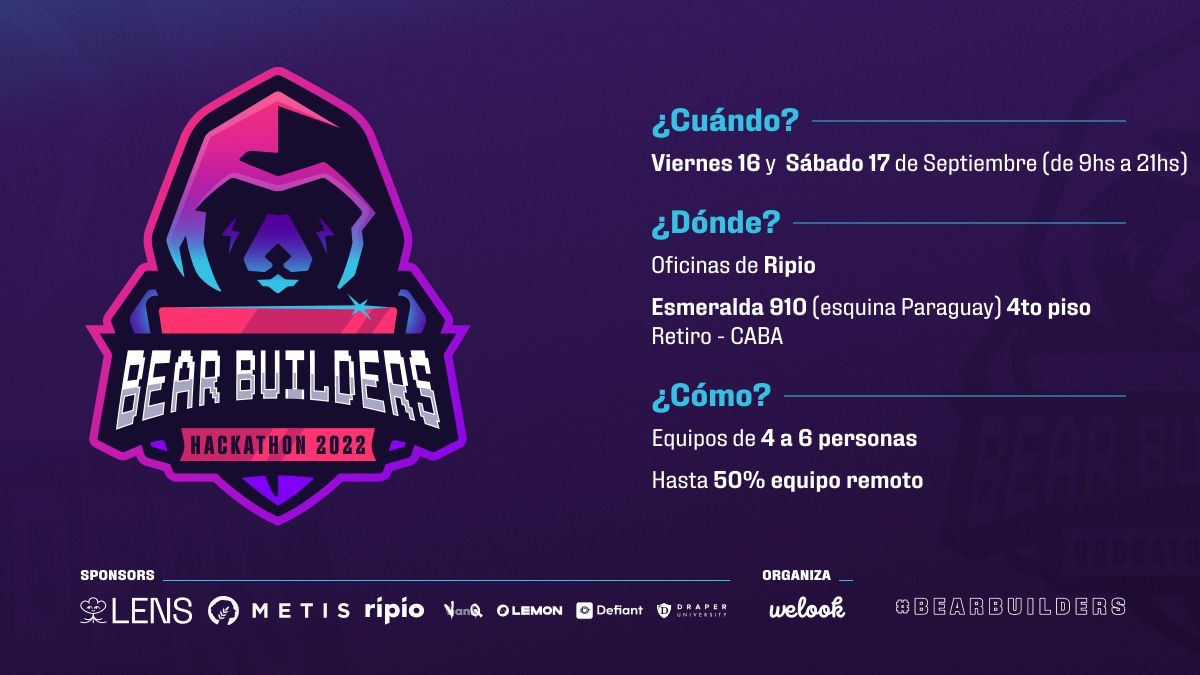 ¿Cuándo?
Viernes 16 y Sábado 17 de Septiembre (de 9hs a 21hs)
¿Dónde?
Oficinas de Ripio
Esmeralda 910 (esquina Paraguay) 4to piso
Retiro - CABA
¿Cómo?
Equipos de 4 a 6 personas
Hasta 50% equipo remoto
BEAR BUILDERS
HACKATHON 2022
SPONSORS
LENS METIS ripio VanQ LEMON Defiant DRAPER UNIVERSITY
ORGANIZA
welook
#BEARBUILDERS